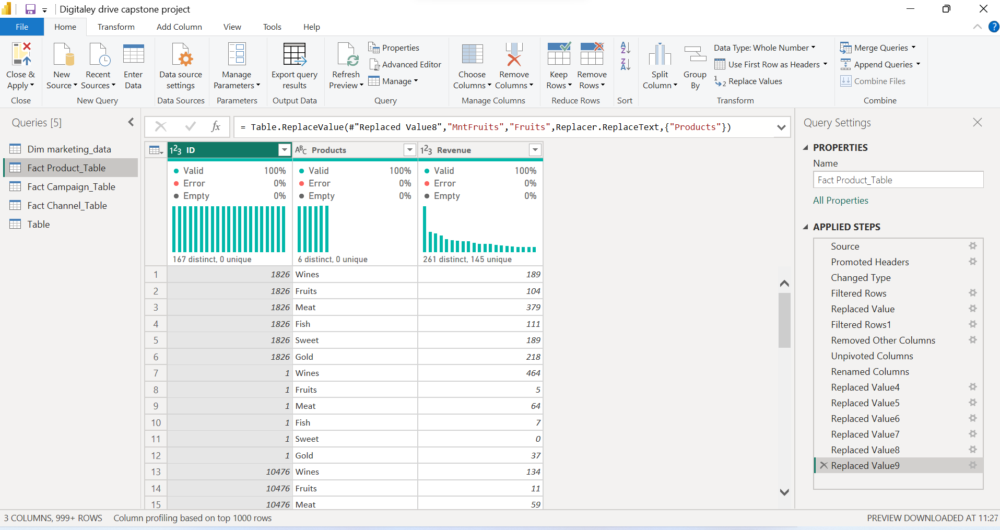 Digitaley drive capstone project
File Home Transform Add Column View Tools Help
Close & Apply
New Source
Recent Sources
Enter Data
Data source settings
Manage Parameters
Export query results
Refresh Preview
Properties
Advanced Editor
Manage
Choose Columns
Remove Columns
Keep Rows
Remove Rows
Split Column
Group By
Data Type: Whole Number
Use First Row as Headers
Replace Values
Merge Queries
Append Queries
Combine Files
Close New Query Data Sources Parameters Output Data Query Manage Columns Reduce Rows Sort Transform Combine
Queries [5]
Dim marketing_data
Fact Product_Table
Fact Campaign_Table
Fact Channel_Table
Table
fx
= Table.ReplaceValue(#"Replaced Value8","MntFruits","Fruits",Replacer.ReplaceText,{"Products"})
123 ID ABC Products 123 Revenue
Valid 100% Valid 100% Valid 100%
Error 0% Error 0% Error 0%
Empty 0% Empty 0% Empty 0%
167 distinct, 0 unique 6 distinct, 0 unique 261 distinct, 145 unique
1 1826 Wines 189
2 1826 Fruits 104
3 1826 Meat 379
4 1826 Fish 111
5 1826 Sweet 189
6 1826 Gold 218
7 1 Wines 464
8 1 Fruits 5
9 1 Meat 64
10 1 Fish 7
11 1 Sweet 0
12 1 Gold 37
13 10476 Wines 134
14 10476 Fruits 11
15 10476 Meat 59
Query Settings
PROPERTIES
Name
Fact Product_Table
All Properties
APPLIED STEPS
Source
Promoted Headers
Changed Type
Filtered Rows
Replaced Value
Filtered Rows1
Removed Other Columns
Unpivoted Columns
Renamed Columns
Replaced Value4
Replaced Value5
Replaced Value6
Replaced Value7
Replaced Value8
Replaced Value9
3 COLUMNS, 999+ ROWS Column profiling based on top 1000 rows PREVIEW DOWNLOADED AT 11:27